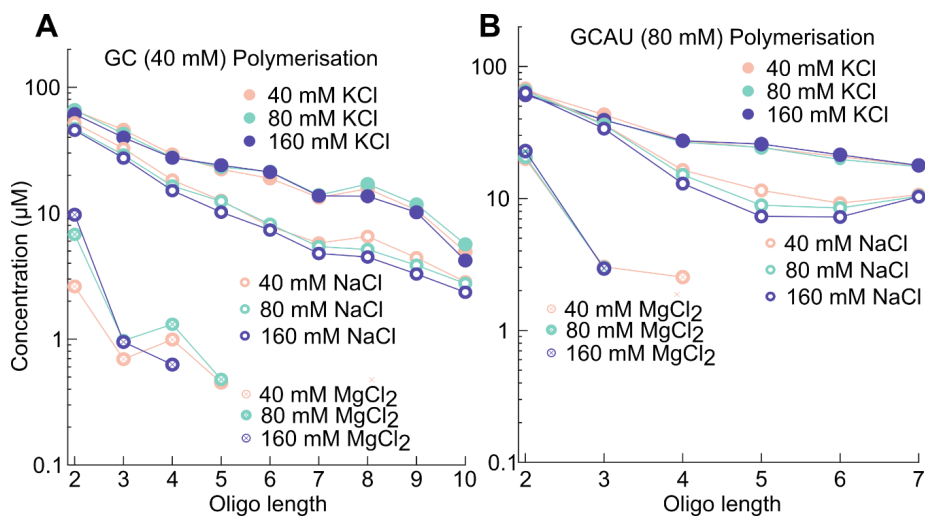 A
GC (40 mM) Polymerisation
40 mM KCl
80 mM KCl
160 mM KCl
40 mM NaCl
80 mM NaCl
160 mM NaCl
40 mM MgCl2
80 mM MgCl2
160 mM MgCl2
Concentration (µM)
100
10
1
0.1
2 3 4 5 6 7 8 9 10
Oligo length
B
GCAU (80 mM) Polymerisation
40 mM KCl
80 mM KCl
160 mM KCl
40 mM NaCl
80 mM NaCl
160 mM NaCl
40 mM MgCl2
80 mM MgCl2
160 mM MgCl2
100
10
1
0.1
2 3 4 5 6 7
Oligo length